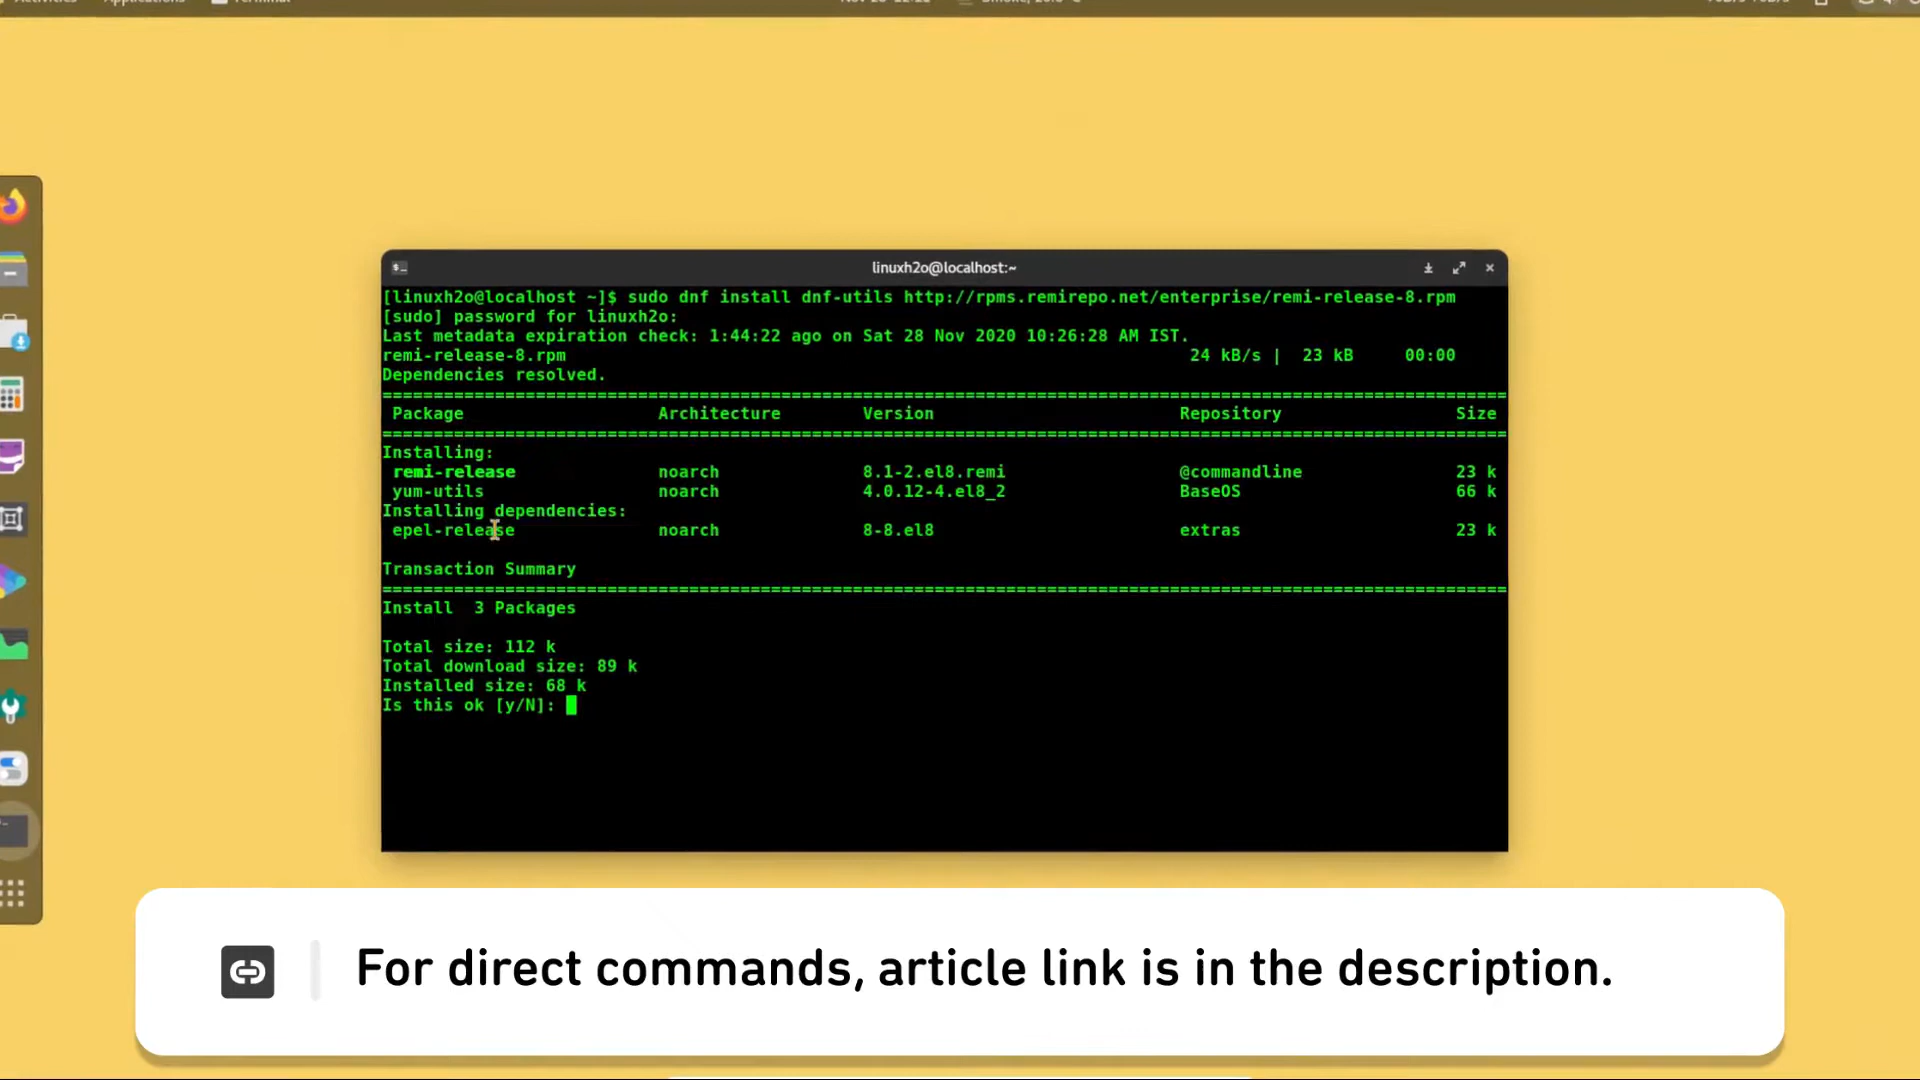 Activities Applications Terminal
linuxh2o@localhost:~
[linuxh2o@localhost ~]$ sudo dnf install dnf-utils http://rpms.remirepo.net/enterprise/remi-release-8.rpm
[sudo] password for linuxh2o:
Last metadata expiration check: 1:44:22 ago on Sat 28 Nov 2020 10:26:28 AM IST.
remi-release-8.rpm 24 kB/s | 23 kB 00:00
Dependencies resolved.
Package Architecture Version Repository Size
Installing:
remi-release noarch 8.1-2.el8.remi @commandline 23 k
yum-utils noarch 4.0.12-4.el8_2 BaseOS 66 k
Installing dependencies:
epel-release noarch 8-8.el8 extras 23 k
Transaction Summary
Install 3 Packages
Total size: 112 k
Total download size: 89 k
Installed size: 68 k
Is this ok [y/N]:
For direct commands, article link is in the description.